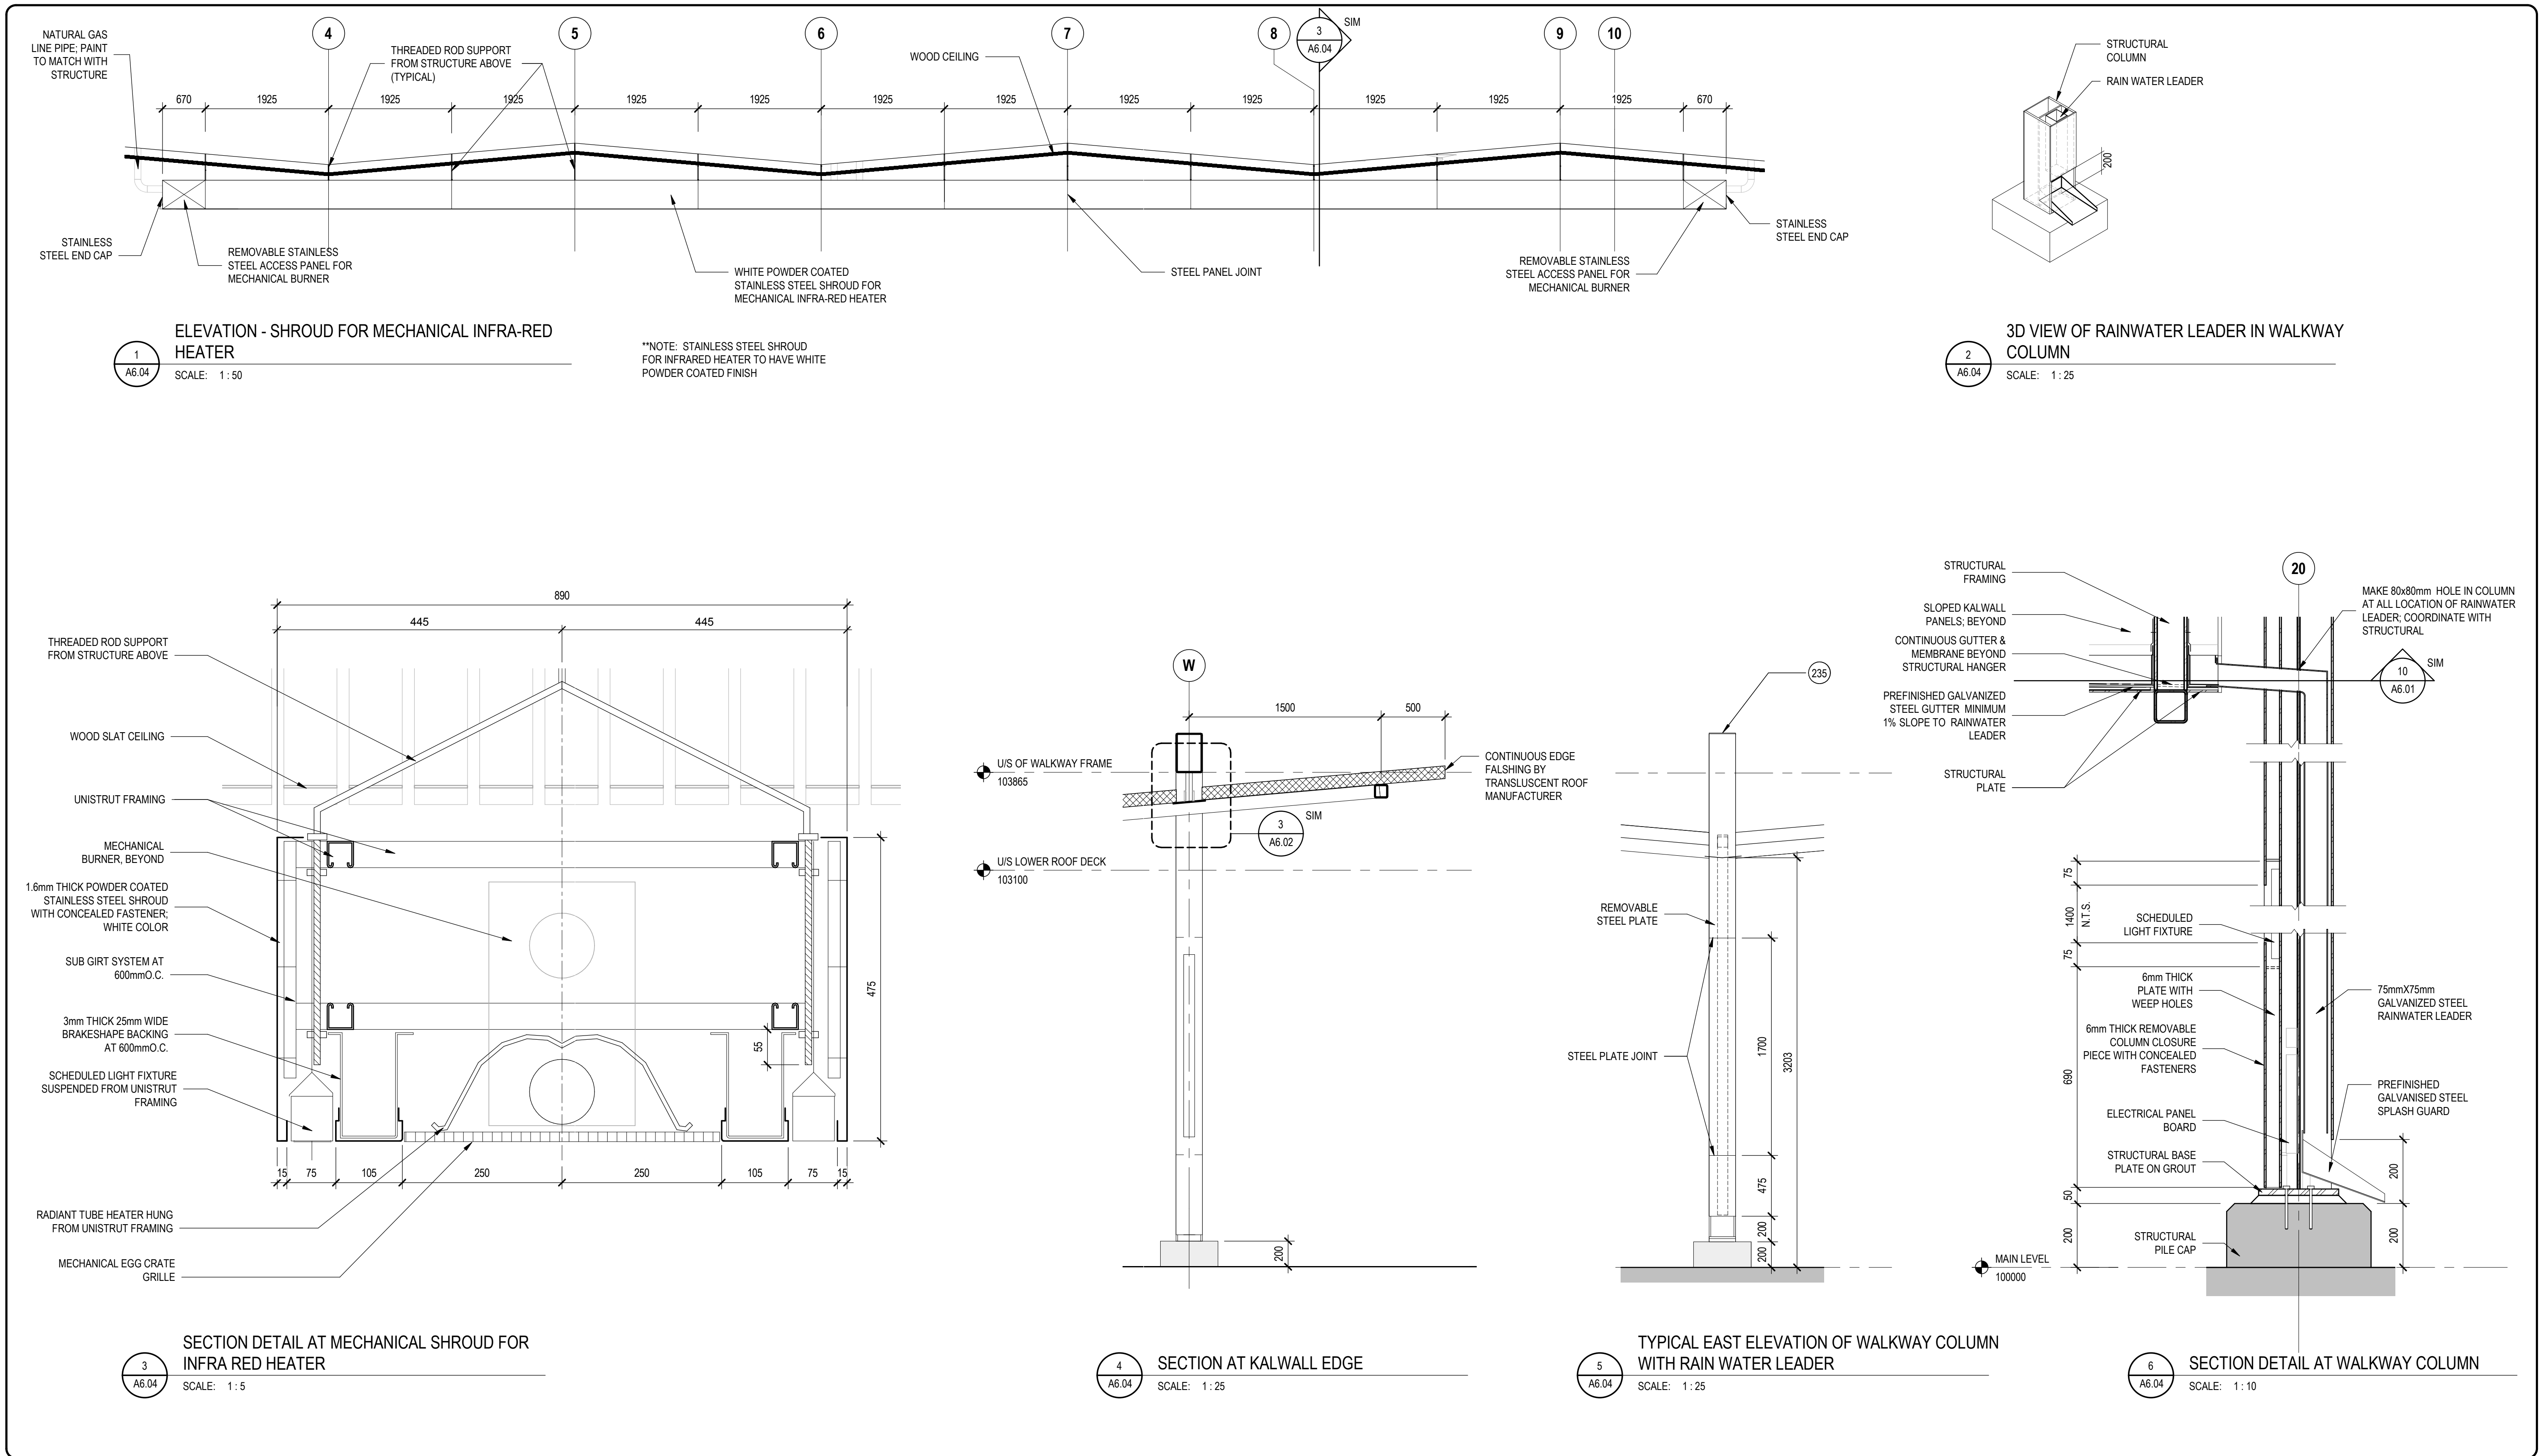 NATURAL GAS
LINE PIPE; PAINT
TO MATCH WITH
STRUCTURE
4
THREADED ROD SUPPORT
FROM STRUCTURE ABOVE
(TYPICAL)
5
6
WOOD CEILING
7
8
3
A6.04
SIM
9
10
670
1925
1925
1925
1925
1925
1925
1925
1925
1925
1925
1925
1925
670
STAINLESS
STEEL END CAP
REMOVABLE STAINLESS
STEEL ACCESS PANEL FOR
MECHANICAL BURNER
WHITE POWDER COATED
STAINLESS STEEL SHROUD FOR
MECHANICAL INFRA-RED HEATER
STEEL PANEL JOINT
REMOVABLE STAINLESS
STEEL ACCESS PANEL FOR
MECHANICAL BURNER
STAINLESS
STEEL END CAP
1
A6.04
ELEVATION - SHROUD FOR MECHANICAL INFRA-RED
HEATER
SCALE: 1 : 50
**NOTE: STAINLESS STEEL SHROUD
FOR INFRARED HEATER TO HAVE WHITE
POWDER COATED FINISH
STRUCTURAL
COLUMN
RAIN WATER LEADER
200
2
A6.04
3D VIEW OF RAINWATER LEADER IN WALKWAY
COLUMN
SCALE: 1 : 25
890
445
445
THREADED ROD SUPPORT
FROM STRUCTURE ABOVE
WOOD SLAT CEILING
UNISTRUT FRAMING
MECHANICAL
BURNER, BEYOND
1.6mm THICK POWDER COATED
STAINLESS STEEL SHROUD
WITH CONCEALED FASTENER;
WHITE COLOR
SUB GIRT SYSTEM AT
600mmO.C.
3mm THICK 25mm WIDE
BRAKESHAPE BACKING
AT 600mmO.C.
SCHEDULED LIGHT FIXTURE
SUSPENDED FROM UNISTRUT
FRAMING
475
55
15
75
105
250
250
105
75
15
RADIANT TUBE HEATER HUNG
FROM UNISTRUT FRAMING
MECHANICAL EGG CRATE
GRILLE
3
A6.04
SECTION DETAIL AT MECHANICAL SHROUD FOR
INFRA RED HEATER
SCALE: 1 : 5
W
1500
500
U/S OF WALKWAY FRAME
103865
CONTINUOUS EDGE
FALSHING BY
TRANSLUSCENT ROOF
MANUFACTURER
3
A6.02
SIM
U/S LOWER ROOF DECK
103100
200
4
A6.04
SECTION AT KALWALL EDGE
SCALE: 1 : 25
235
REMOVABLE
STEEL PLATE
STEEL PLATE JOINT
1700
3203
475
200
200
5
A6.04
TYPICAL EAST ELEVATION OF WALKWAY COLUMN
WITH RAIN WATER LEADER
SCALE: 1 : 25
20
STRUCTURAL
FRAMING
SLOPED KALWALL
PANELS; BEYOND
CONTINUOUS GUTTER &
MEMBRANE BEYOND
STRUCTURAL HANGER
PREFINISHED GALVANIZED
STEEL GUTTER MINIMUM
1% SLOPE TO RAINWATER
LEADER
STRUCTURAL
PLATE
MAKE 80x80mm HOLE IN COLUMN
AT ALL LOCATION OF RAINWATER
LEADER; COORDINATE WITH
STRUCTURAL
10
A6.01
SIM
75
1400
N.T.S.
75
690
50
200
SCHEDULED
LIGHT FIXTURE
6mm THICK
PLATE WITH
WEEP HOLES
6mm THICK REMOVABLE
COLUMN CLOSURE
PIECE WITH CONCEALED
FASTENERS
ELECTRICAL PANEL
BOARD
STRUCTURAL BASE
PLATE ON GROUT
STRUCTURAL
PILE CAP
75mmX75mm
GALVANIZED STEEL
RAINWATER LEADER
PREFINISHED
GALVANISED STEEL
SPLASH GUARD
200
200
MAIN LEVEL
100000
6
A6.04
SECTION DETAIL AT WALKWAY COLUMN
SCALE: 1 : 10